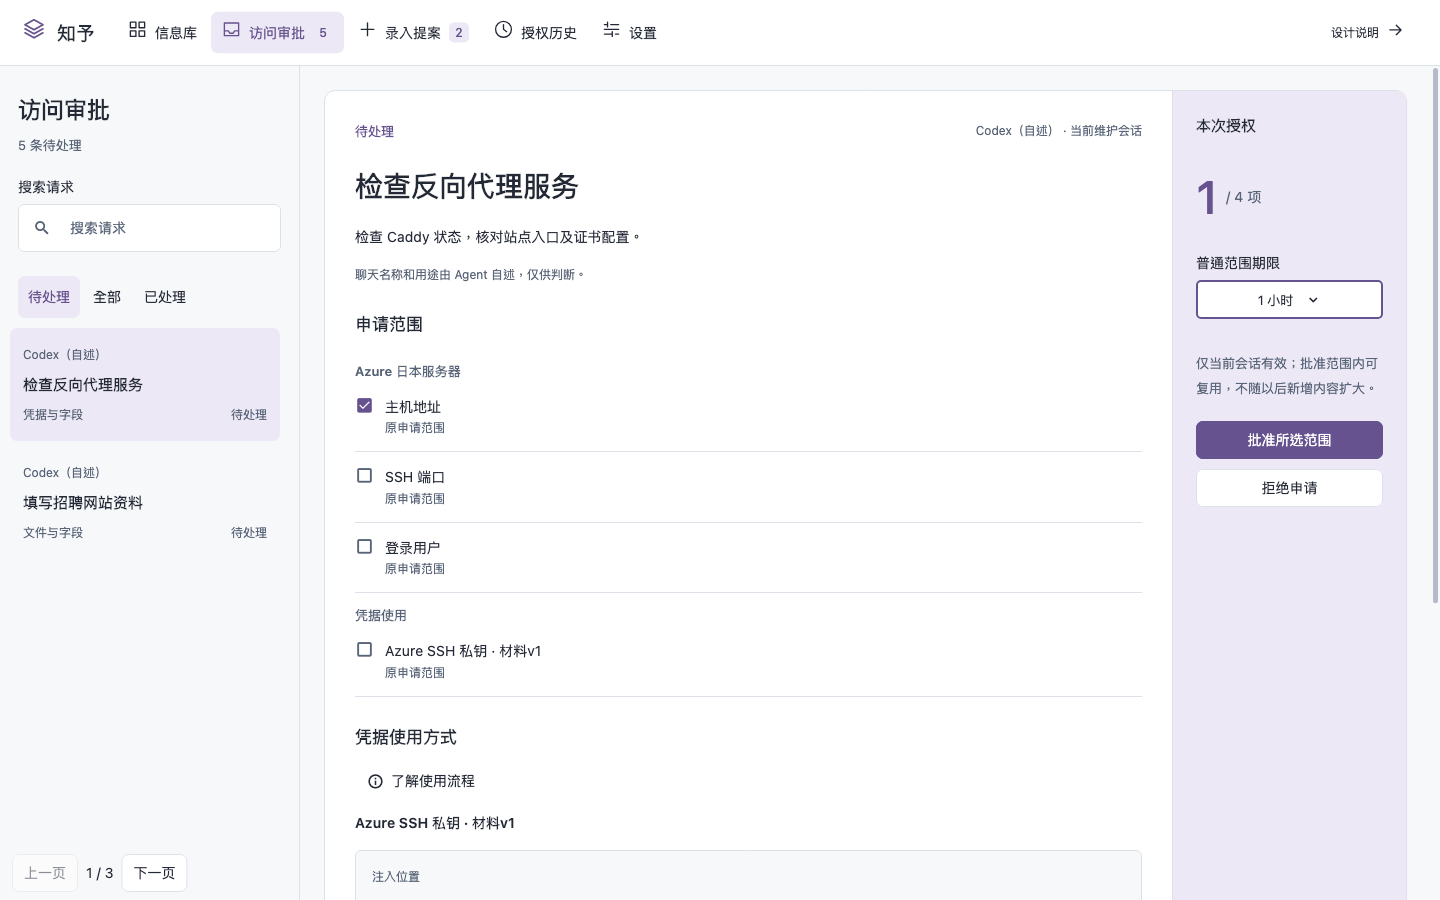 知予
信息库
访问审批 5
录入提案 2
授权历史
设置
设计说明
访问审批
5 条待处理
搜索请求
搜索请求
待处理 全部 已处理
Codex（自述）
检查反向代理服务
凭据与字段 待处理
Codex（自述）
填写招聘网站资料
文件与字段 待处理
上一页 1 / 3 下一页
待处理 Codex（自述） · 当前维护会话
检查反向代理服务
检查 Caddy 状态，核对站点入口及证书配置。
聊天名称和用途由 Agent 自述，仅供判断。
申请范围
Azure 日本服务器
主机地址
原申请范围
SSH 端口
原申请范围
登录用户
原申请范围
凭据使用
Azure SSH 私钥 · 材料v1
原申请范围
凭据使用方式
了解使用流程
Azure SSH 私钥 · 材料v1
注入位置
本次授权
1 / 4 项
普通范围期限
1 小时
仅当前会话有效；批准范围内可
复用，不随以后新增内容扩大。
批准所选范围
拒绝申请